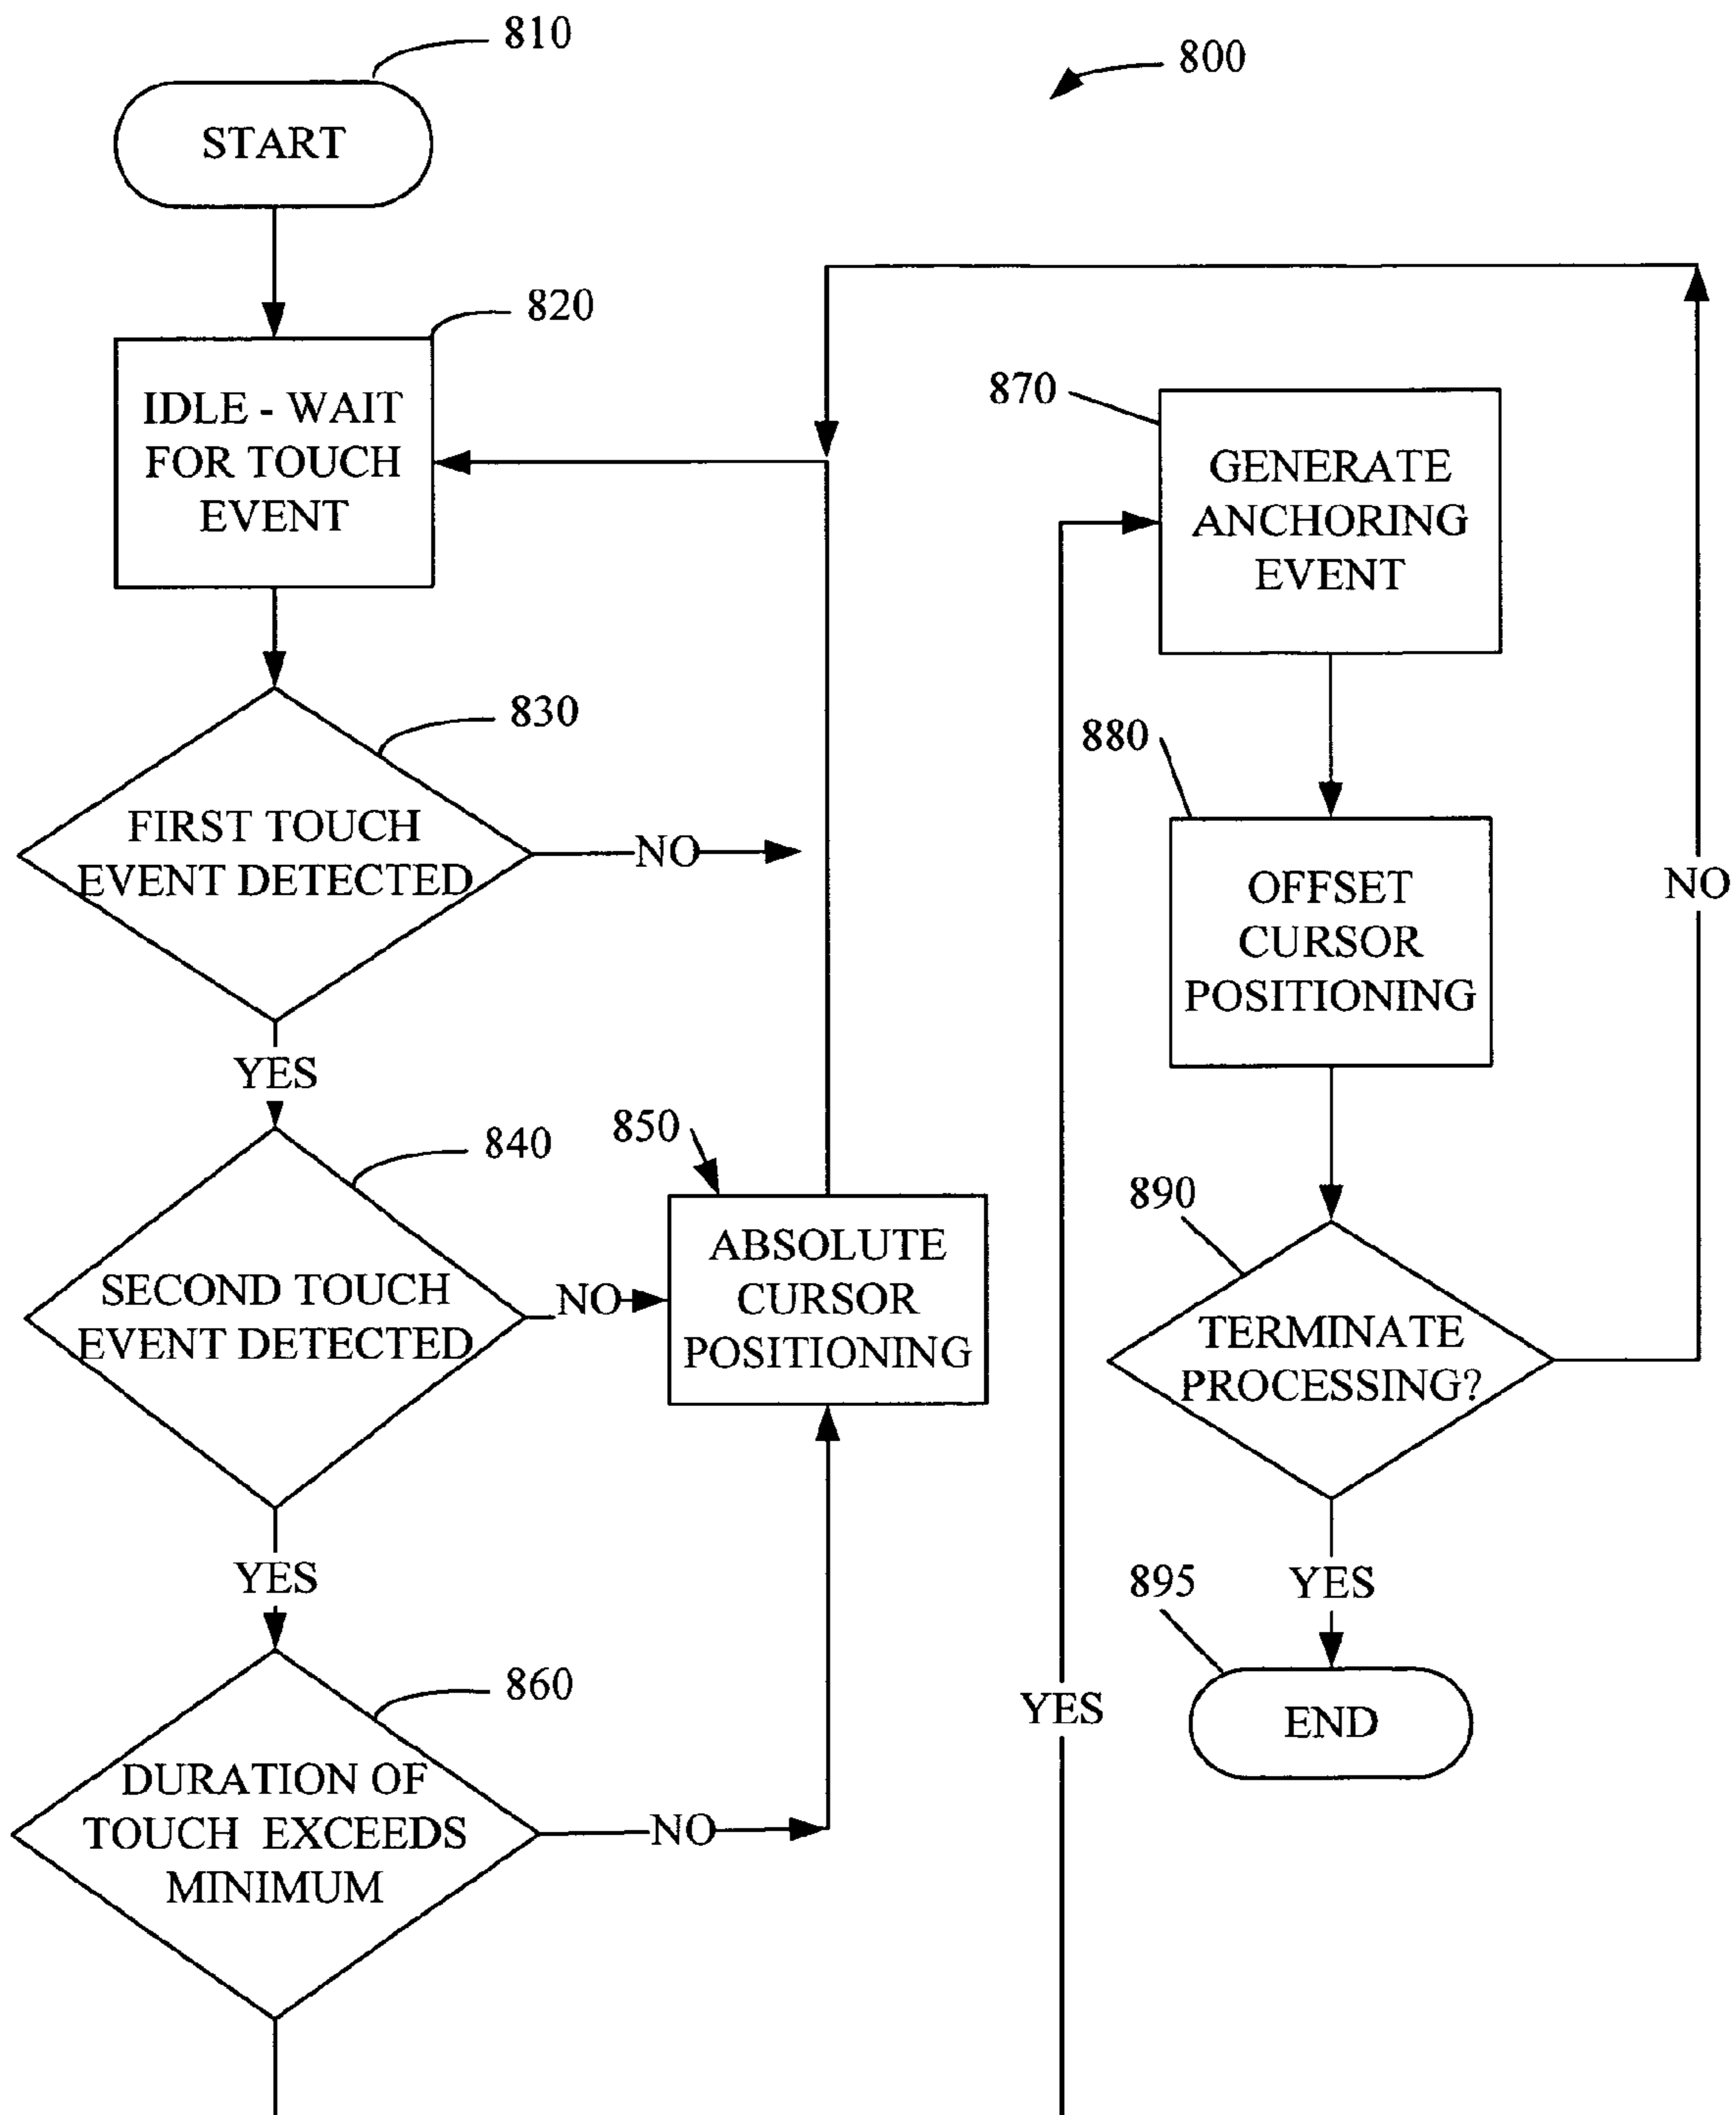 810
800
START
820
IDLE - WAIT
FOR TOUCH
EVENT
830
FIRST TOUCH
EVENT DETECTED
NO
YES
840
SECOND TOUCH
EVENT DETECTED
NO
850
ABSOLUTE
CURSOR
POSITIONING
YES
860
DURATION OF
TOUCH EXCEEDS
MINIMUM
NO
YES
870
GENERATE
ANCHORING
EVENT
880
OFFSET
CURSOR
POSITIONING
NO
890
TERMINATE
PROCESSING?
YES
895
END